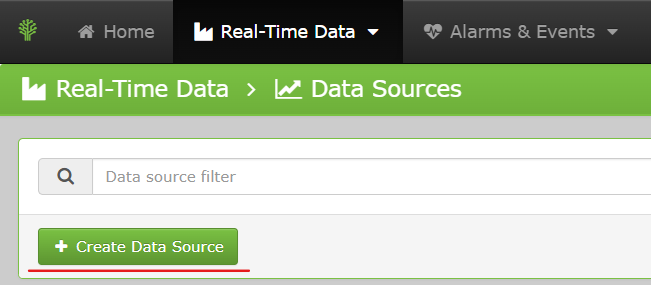 Home Real-Time Data Alarms & Events
Real-Time Data > Data Sources
Data source filter
+ Create Data Source